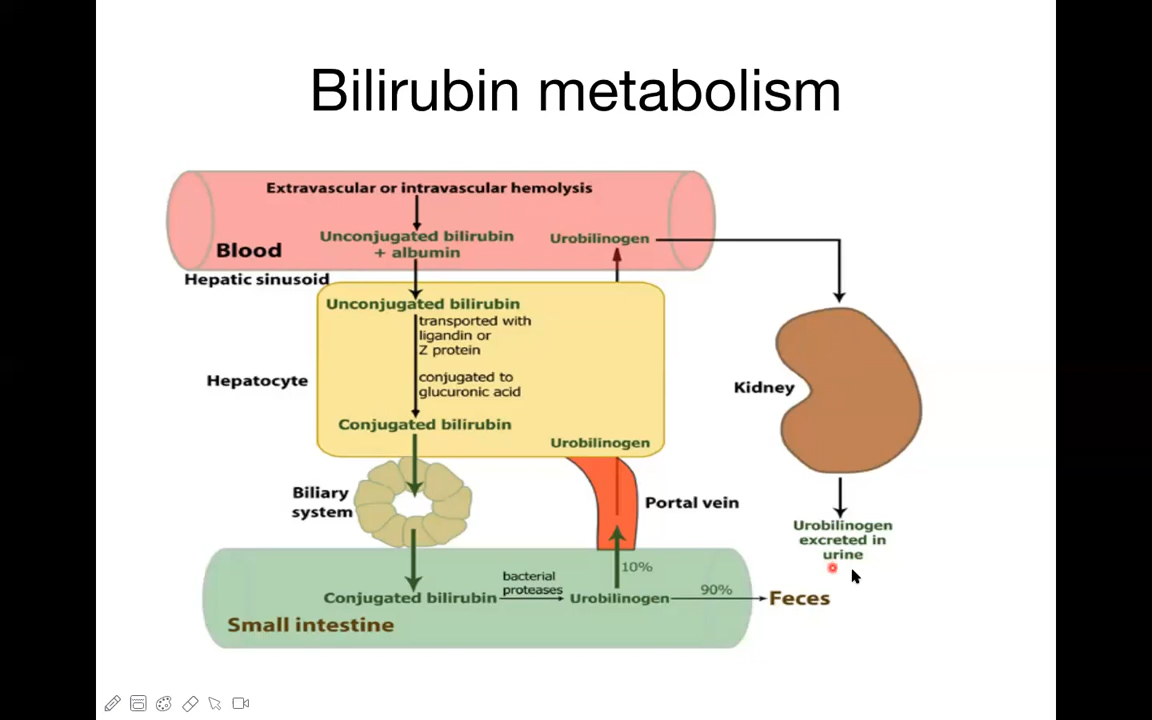 Bilirubin metabolism
Extravascular or intravascular hemolysis
Unconjugated bilirubin
+ albumin
Urobilinogen
Blood
Hepatic sinusoid
Unconjugated bilirubin
transported with
ligandin or
Z protein
Hepatocyte
conjugated to
glucuronic acid
Kidney
Conjugated bilirubin
Urobilinogen
Biliary
system
Portal vein
Urobilinogen
excreted in
urine
10%
bacterial
proteases
Conjugated bilirubin
Urobilinogen
90%
Feces
Small intestine